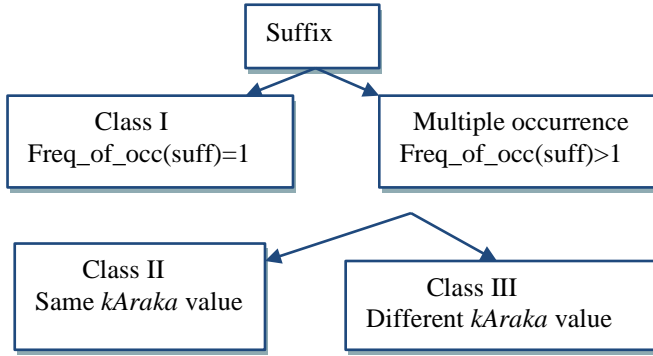 Suffix
Class I
Freq_of_occ(suff)=1
Multiple occurrence
Freq_of_occ(suff)>1
Class II
Same kAraka value
Class III
Different kAraka value